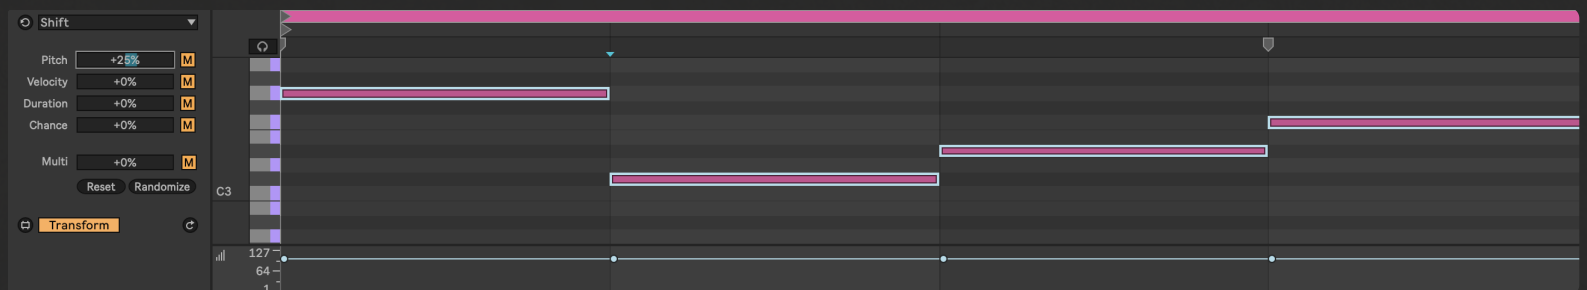 Shift
Pitch +25% M
Velocity +0% M
Duration +0% M
Chance +0% M
Multi +0% M
Reset Randomize
C3
Transform
127
64
1